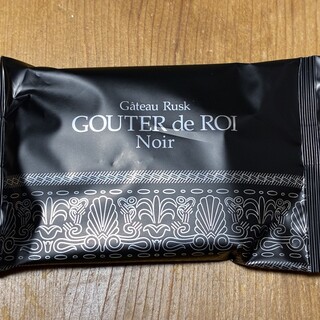 Gâteau Rusk
GOUTER de ROI
Noir